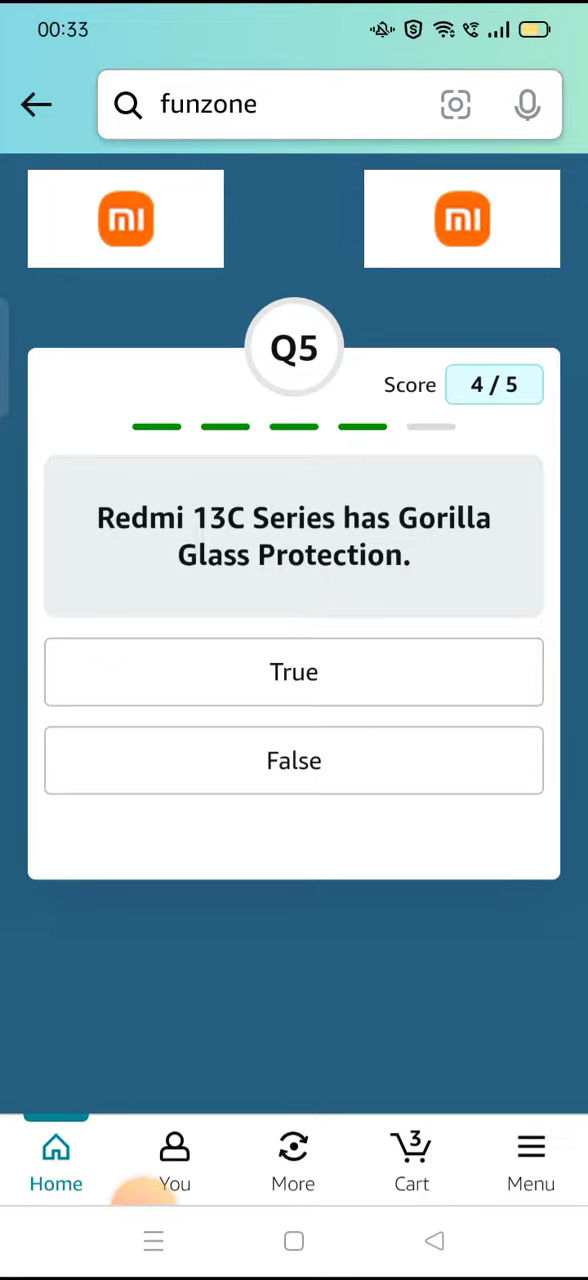 00:33
funzone
mi
mi
Q5
Score 4 / 5
Redmi 13C Series has Gorilla
Glass Protection.
True
False
3
Home
You
More
Cart
Menu